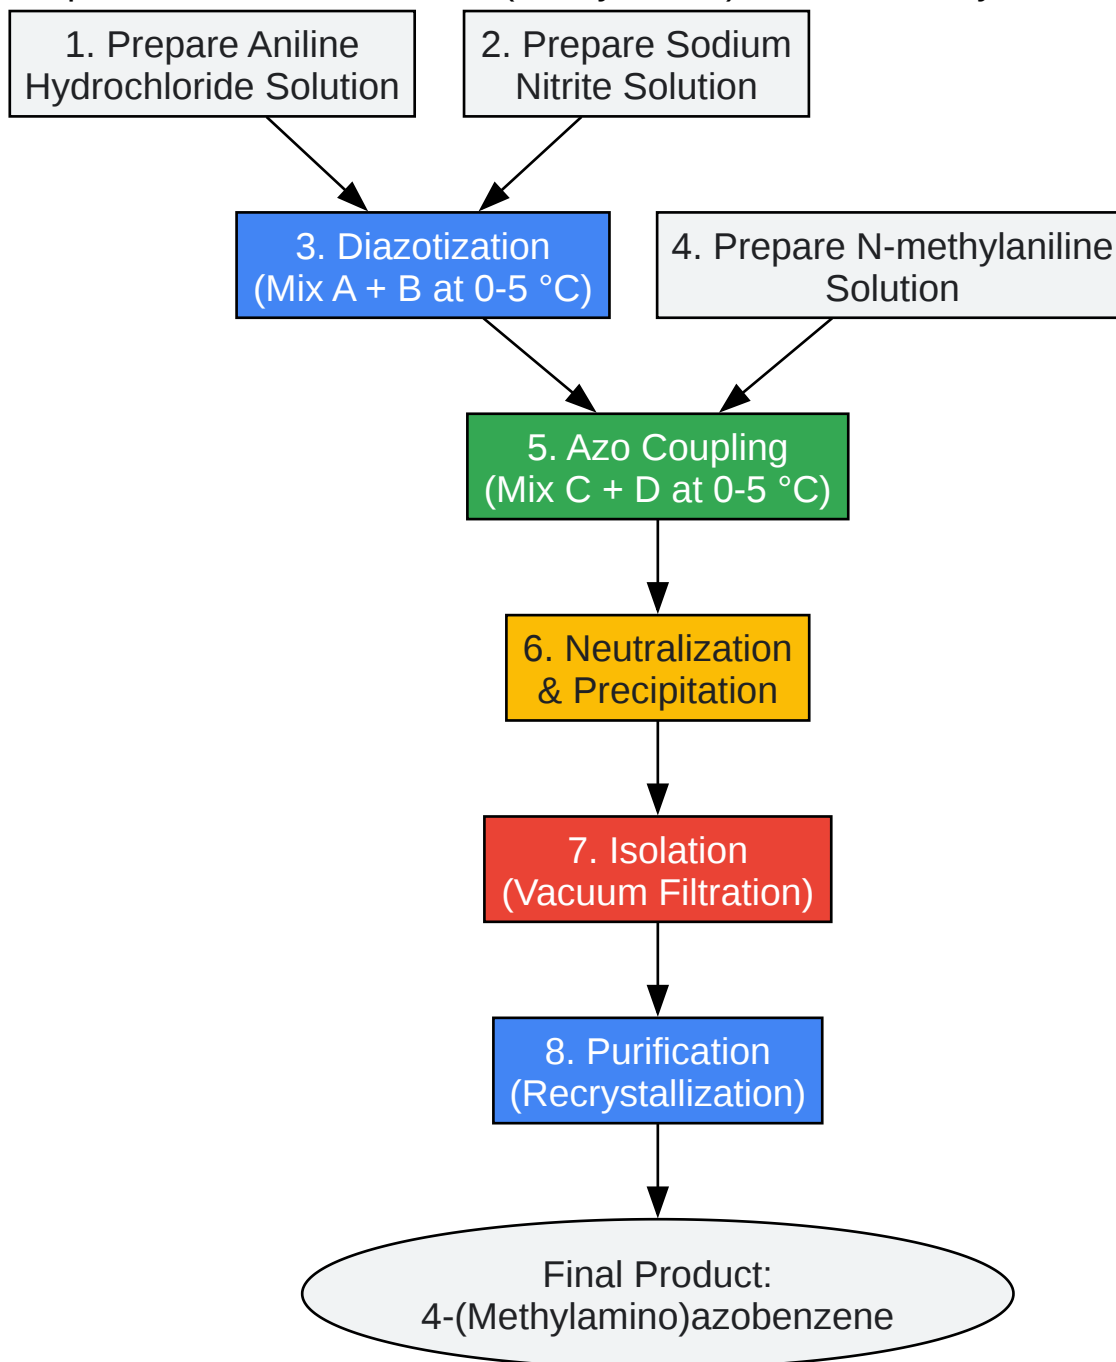 1. Prepare Aniline
Hydrochloride Solution
2. Prepare Sodium
Nitrite Solution
3. Diazotization
(Mix A + B at 0-5 °C)
4. Prepare N-methylaniline
Solution
5. Azo Coupling
(Mix C + D at 0-5 °C)
6. Neutralization
& Precipitation
7. Isolation
(Vacuum Filtration)
8. Purification
(Recrystallization)
Final Product:
4-(Methylamino)azobenzene